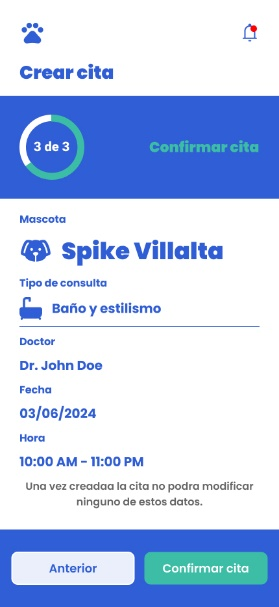 Crear cita
3 de 3
Confirmar cita
Mascota
Spike Villalta
Tipo de consulta
Baño y estilismo
Doctor
Dr. John Doe
Fecha
03/06/2024
Hora
10:00 AM - 11:00 PM
Una vez creadaa la cita no podra modificar
ninguno de estos datos.
Anterior
Confirmar cita